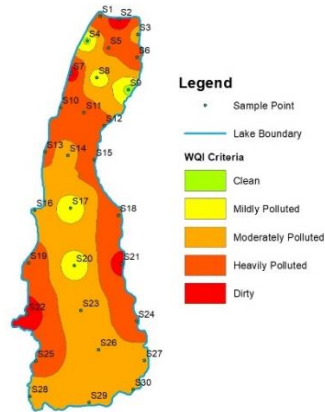 S1
S2
S3
S4
S5
S6
S7
S8
S9
S10
S11
S12
S13
S14
S15
S16
S17
S18
S19
S20
S21
S22
S23
S24
S25
S26
S27
S28
S29
S30
Legend
Sample Point
Lake Boundary
WQI Criteria
Clean
Mildly Polluted
Moderately Polluted
Heavily Polluted
Dirty